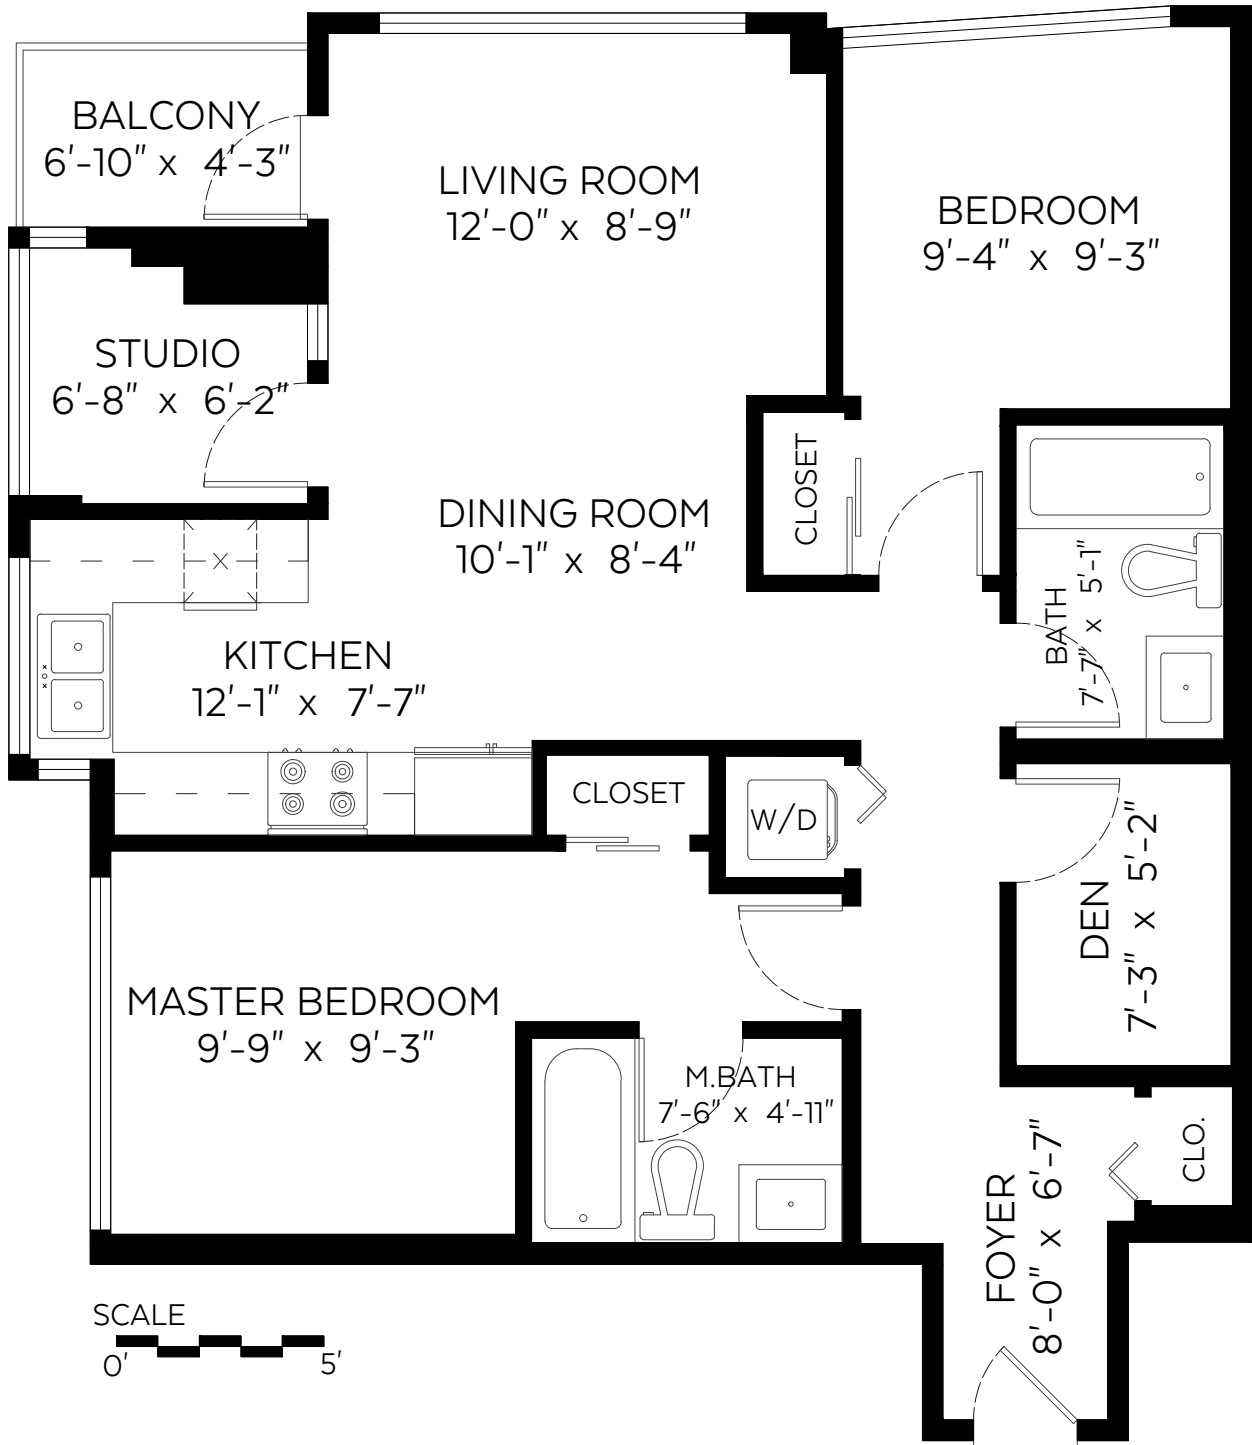 BALCONY
6'-10" x 4'-3"
LIVING ROOM
12'-0" x 8'-9"
BEDROOM
9'-4" x 9'-3"
STUDIO
6'-8" x 6'-2"
CLOSET
DINING ROOM
10'-1" x 8'-4"
BATH
7'-7" x 5'-1"
KITCHEN
12'-1" x 7'-7"
CLOSET
W/D
DEN
7'-3" x 5'-2"
MASTER BEDROOM
9'-9" x 9'-3"
M.BATH
7'-6" x 4'-11"
CLO.
FOYER
8'-0" x 6'-7"
SCALE
0' 5'